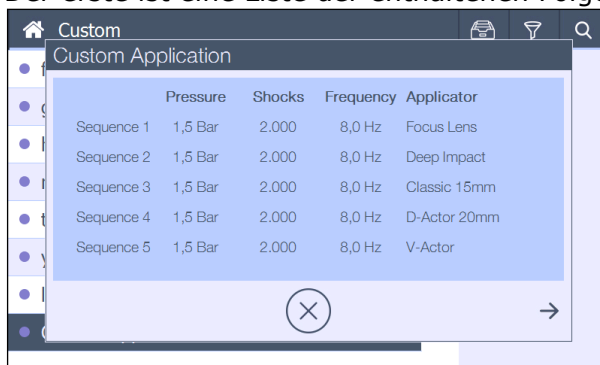 Custom
Custom Application
Pressure Shocks Frequency Applicator
Sequence 1 1,5 Bar 2.000 8,0 Hz Focus Lens
Sequence 2 1,5 Bar 2.000 8,0 Hz Deep Impact
Sequence 3 1,5 Bar 2.000 8,0 Hz Classic 15mm
Sequence 4 1,5 Bar 2.000 8,0 Hz D-Actor 20mm
Sequence 5 1,5 Bar 2.000 8,0 Hz V-Actor